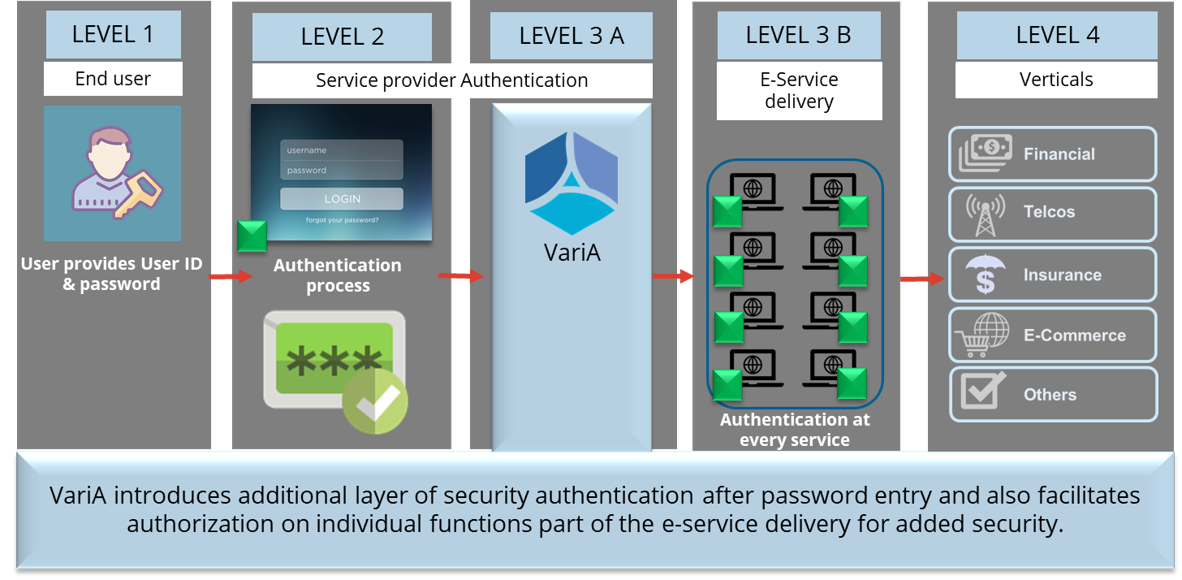 LEVEL 1
End user
User provides User ID
& password
LEVEL 2
LEVEL 3 A
Service provider Authentication
username
password
LOGIN
forgot your password?
Authentication
process
***
VariA
LEVEL 3 B
E-Service
delivery
Authentication at
every service
LEVEL 4
Verticals
Financial
Telcos
Insurance
E-Commerce
Others
VariA introduces additional layer of security authentication after password entry and also facilitates
authorization on individual functions part of the e-service delivery for added security.